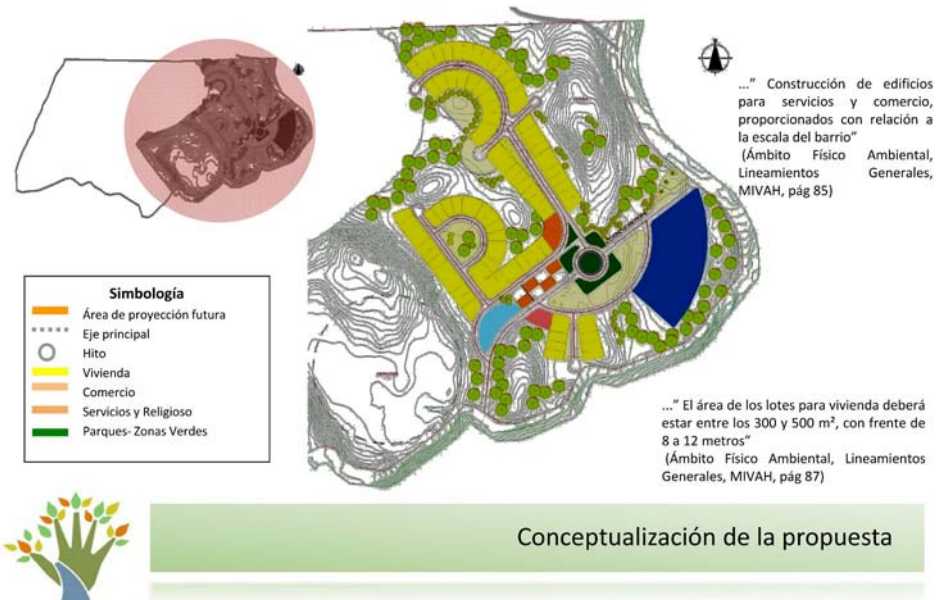 ..." Construcción de edificios
para servicios y comercio,
proporcionados con relación a
la escala del barrio"
(Ámbito Físico Ambiental,
Lineamientos Generales,
MIVAH, pág 85)
Simbología
Área de proyección futura
Eje principal
Hito
Vivienda
Comercio
Servicios y Religioso
Parques- Zonas Verdes
..." El área de los lotes para vivienda deberá
estar entre los 300 y 500 m², con frente de
8 a 12 metros"
(Ámbito Físico Ambiental, Lineamientos
Generales, MIVAH, pág 87)
Conceptualización de la propuesta